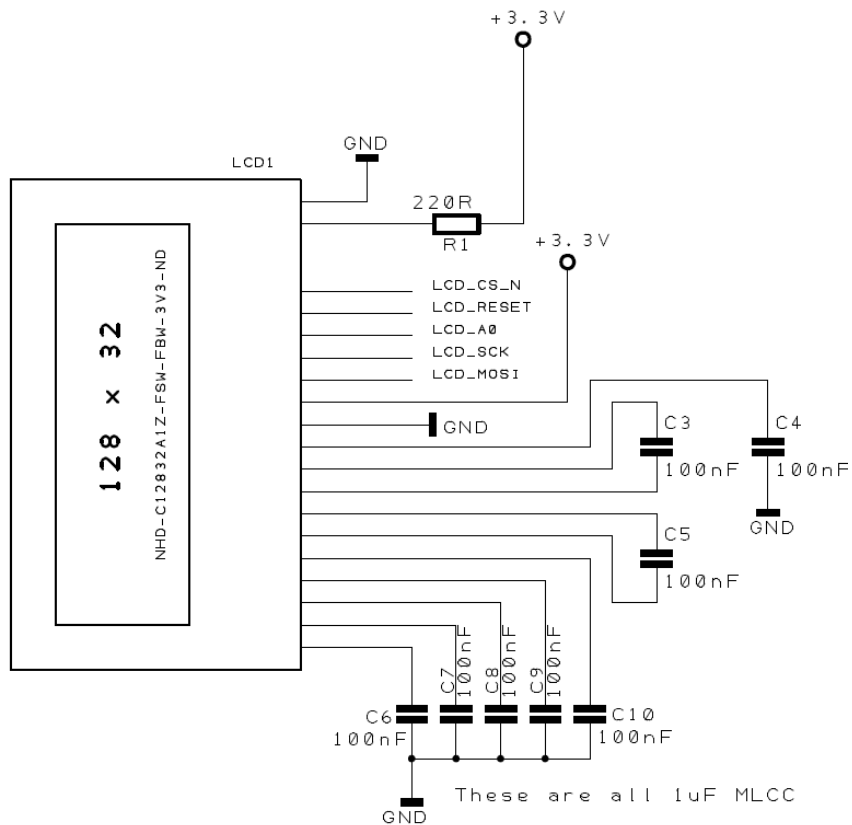 +3.3V
GND
LCD1
220R
R1
+3.3V
128 x 32
NHD-C12832A1Z-FSW-FBW-3V3-ND
LCD_CS_N
LCD_RESET
LCD_A0
LCD_SCK
LCD_MOSI
GND
C3
100nF
C4
100nF
GND
C5
100nF
C6
100nF
C7
100nF
C8
100nF
C9
100nF
C10
100nF
These are all 1uF MLCC
GND